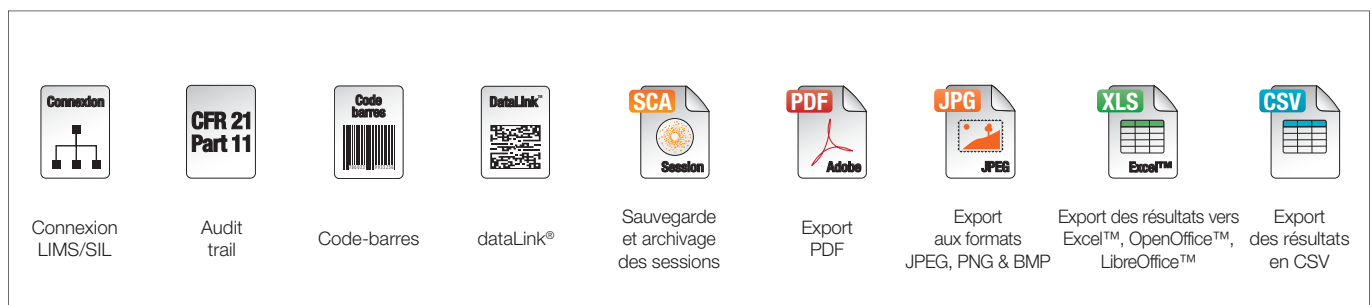 Connexion
CFR 21
Part 11
Code
barres
DataLink™
SCA
Session
PDF
Adobe
JPG
JPEG
XLS
Excel™
CSV
Connexion
LIMS/SIL
Audit
trail
Code-barres
dataLink®
Sauvegarde
et archivage
des sessions
Export
PDF
Export
aux formats
JPEG, PNG & BMP
Export des résultats vers
Excel™, OpenOffice™,
LibreOffice™
Export
des résultats
en CSV